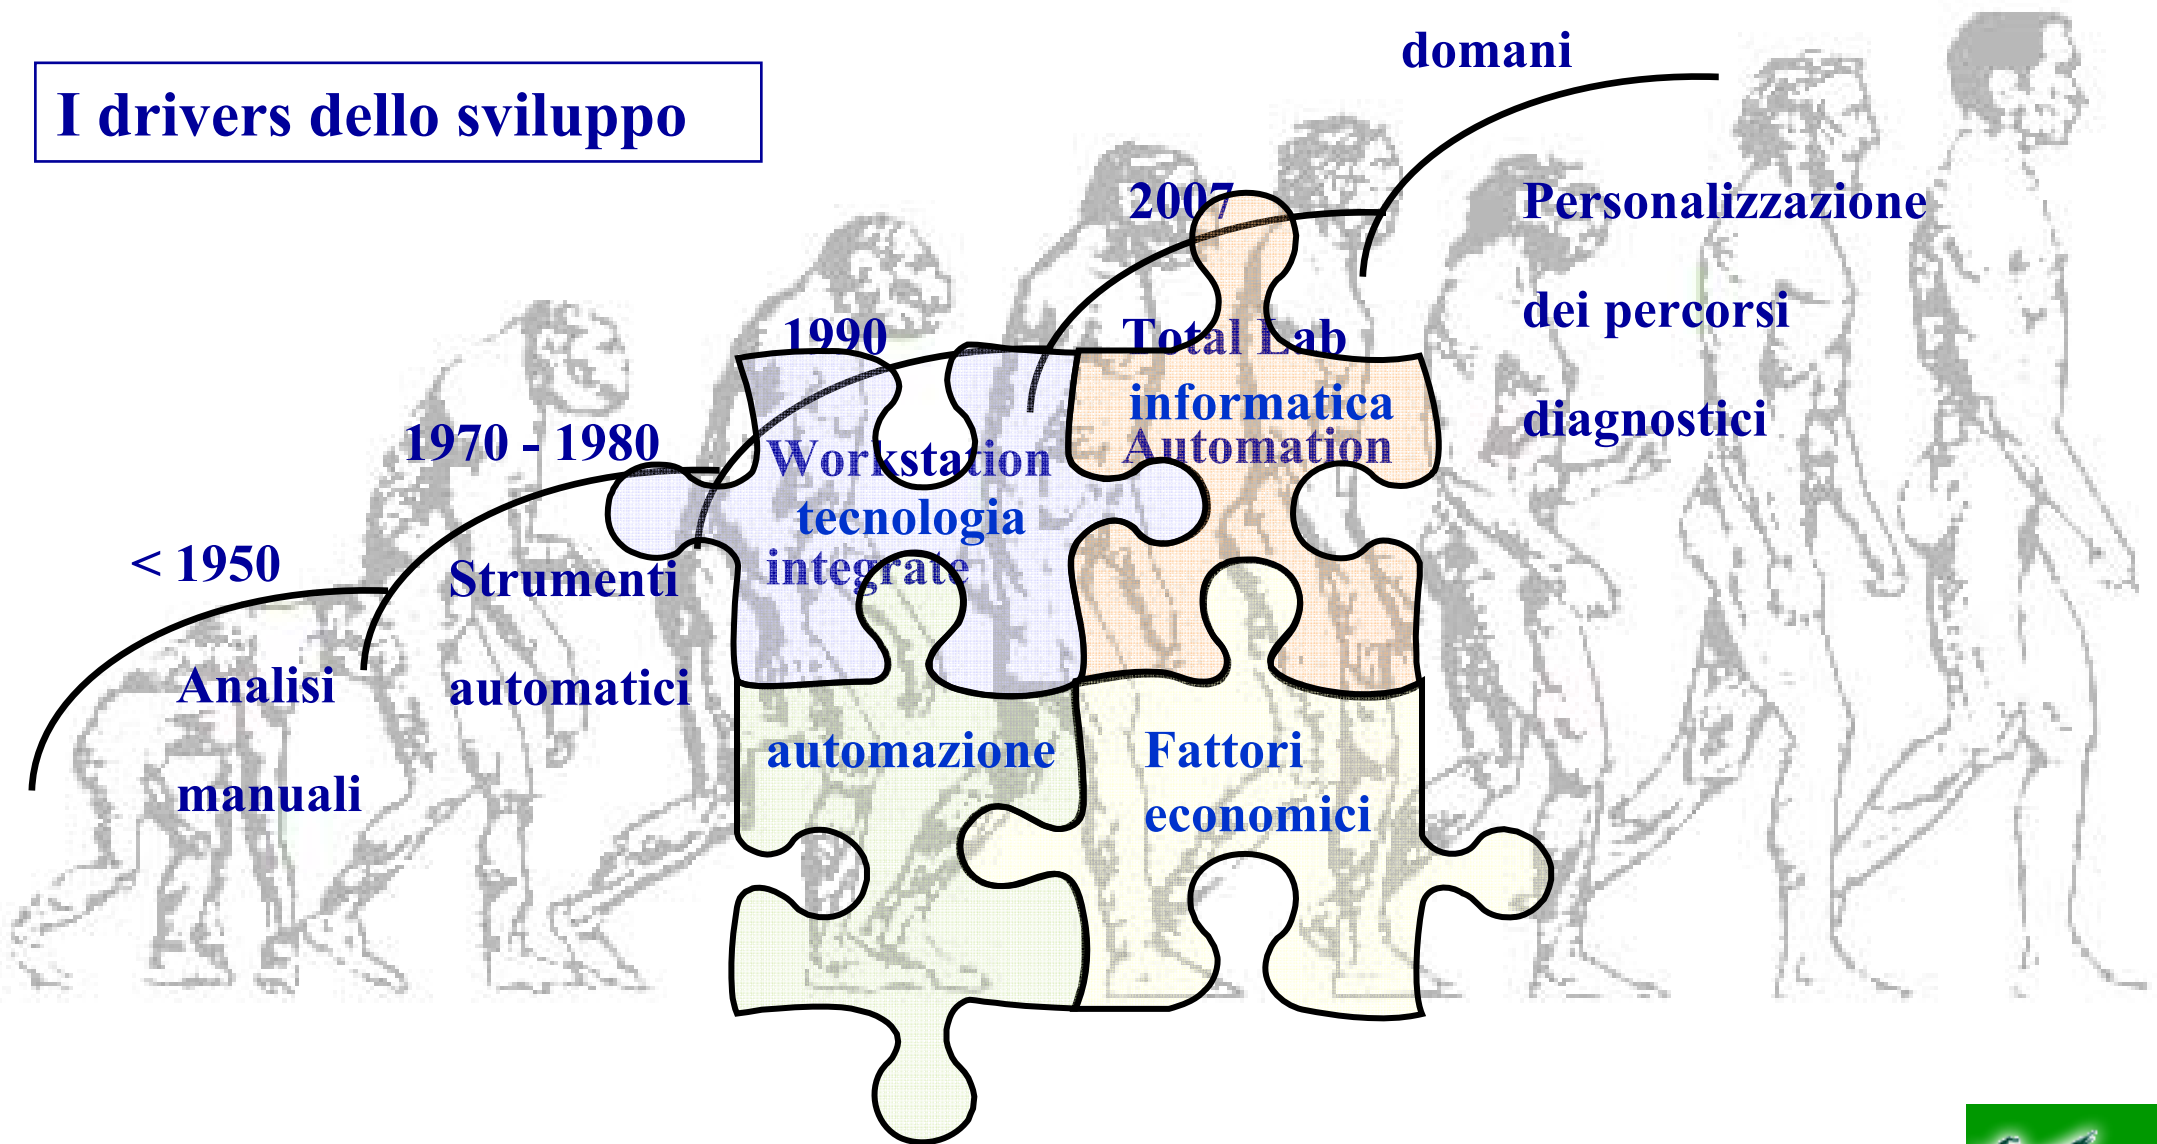 I drivers dello sviluppo
< 1950
Analisi
manuali
1970 - 1980
Strumenti
automatici
1990
Workstation
integrate
2007
Total Lab
Automation
domani
Personalizzazione
dei percorsi
diagnostici
tecnologia
informatica
automazione
Fattori
economici